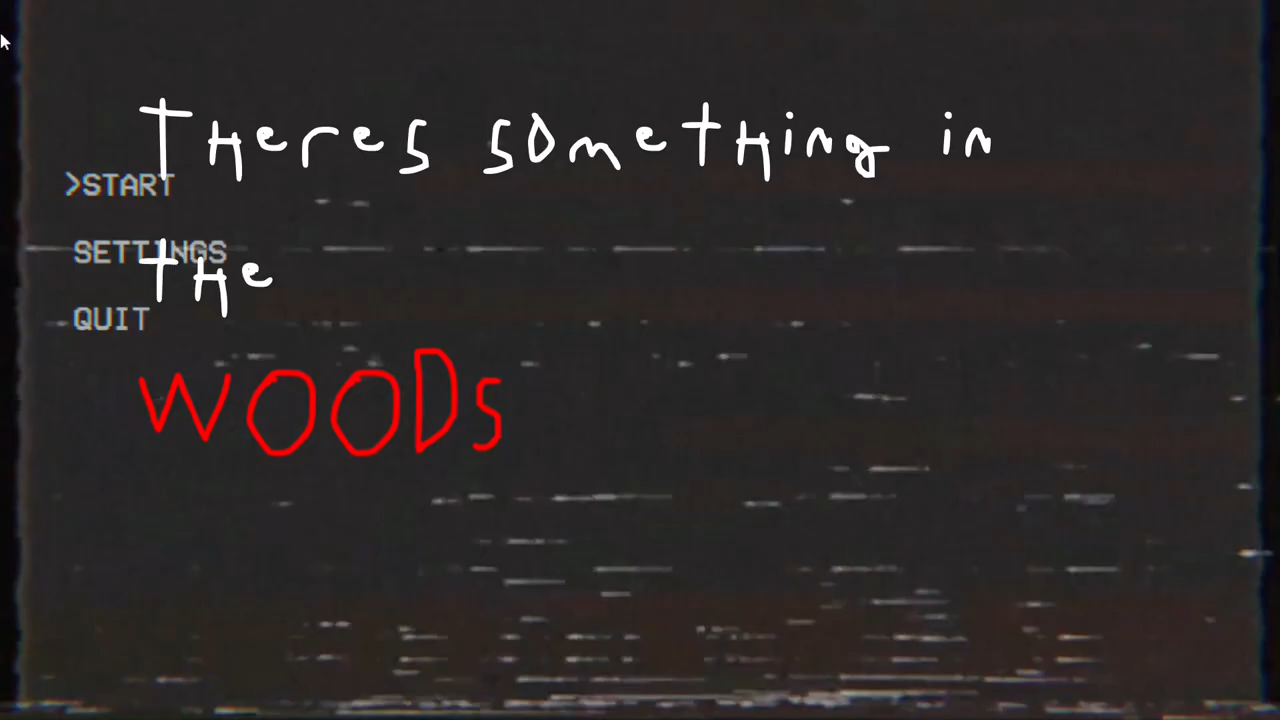 THeres sOmeTHing in
>START
SETTINGS
THe
QUIT
WOODs